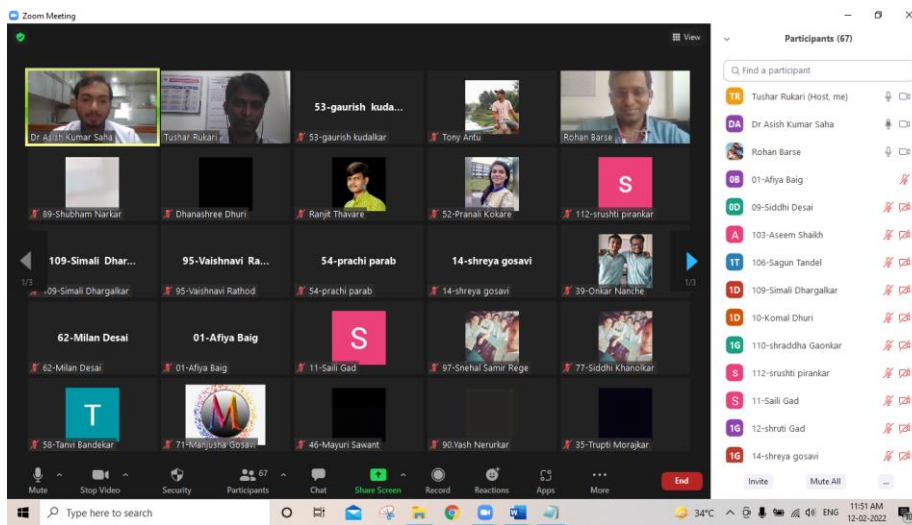 Zoom Meeting
View
Dr Asish Kumar Saha
Tushar Rukari
53-gaurish kuda...
53-gaurish kudalkar
Tony Antu
Rohan Barse
89-Shubham Narkar
Dhanashree Dhuri
Ranjit Thavare
52-Pranali Kokare
S
112-srushti pirankar
109-Simali Dhar...
95-Vaishnavi Ra...
54-prachi parab
14-shreya gosavi
1/3
109-Simali Dhargalkar
95-Vaishnavi Rathod
54-prachi parab
14-shreya gosavi
39-Onkar Nanche
1/3
62-Milan Desai
01-Afiya Baig
S
62-Milan Desai
01-Afiya Baig
11-Saili Gad
97-Snehal Samir Rege
77-Siddhi Khanolkar
T
M
58-Tanvi Bandekar
71-Manjusha Gosavi
46-Mayuri Sawant
90.Yash Nerurkar
35-Trupti Morajkar
Mute
Stop Video
Security
67
Participants
Chat
Share Screen
Record
Reactions
Apps
More
End
Participants (67)
Find a participant
TR Tushar Rukari (Host, me)
DA Dr Asish Kumar Saha
Rohan Barse
0B 01-Afiya Baig
0D 09-Siddhi Desai
A 103-Aseem Shaikh
1T 106-Sagun Tandel
1D 109-Simali Dhargalkar
1D 10-Komal Dhuri
1G 110-shraddha Gaonkar
S 112-srushti pirankar
S 11-Saili Gad
1G 12-shruti Gad
1G 14-shreya gosavi
Invite
Mute All
...
Type here to search
34°C
ENG
11:51 AM
12-02-2022